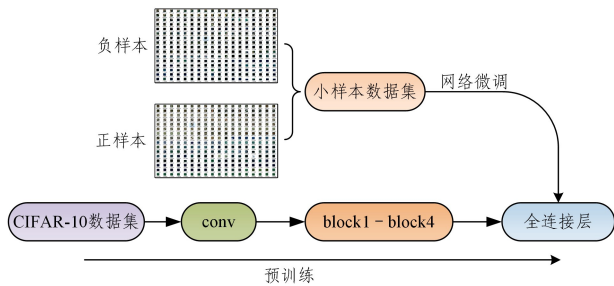 负样本
正样本
小样本数据集
网络微调
CIFAR-10数据集
conv
block1-block4
全连接层
预训练